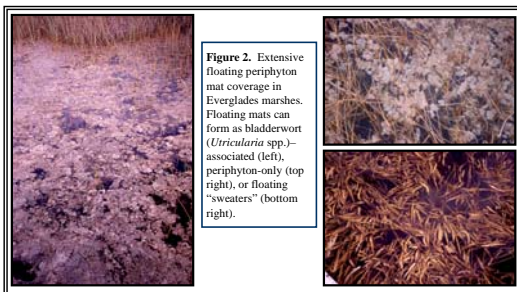 Figure 2. Extensive
floating periphyton
mat coverage in
Everglades marshes.
Floating mats can
form as bladderwort
(Utricularia spp.)–
associated (left),
periphyton-only (top
right), or floating
“sweaters” (bottom
right).